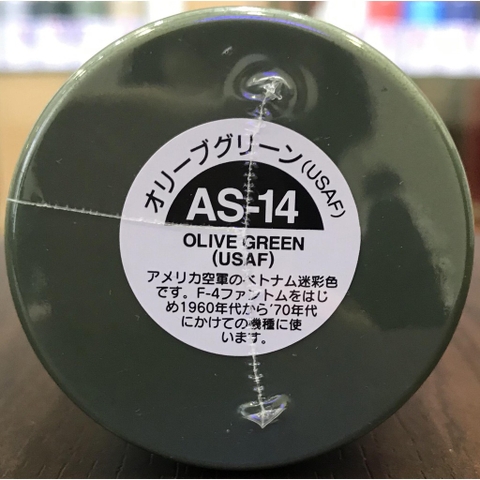 オリーブグリーン(USAF)
AS-14
OLIVE GREEN
(USAF)
アメリカ空軍のベトナム迷彩色
です。F-4ファントムをはじ
め1960年代から'70年代
にかけての機種に使
います。